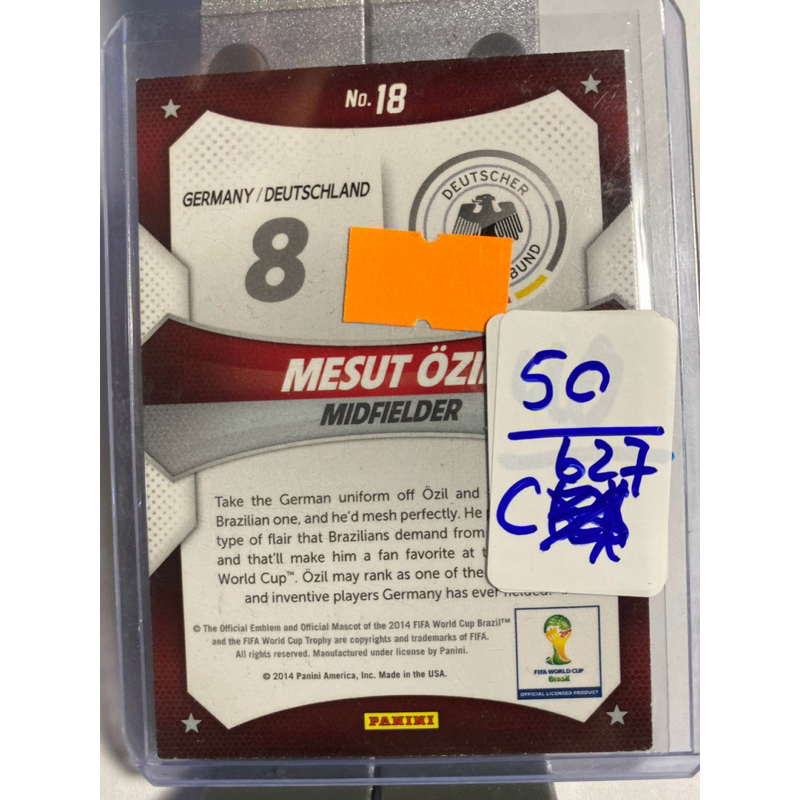 No. 18
GERMANY / DEUTSCHLAND
8
DEUTSCHER
BUND
MESUT ÖZI
MIDFIELDER
50
627
C
Take the German uniform off Özil and
Brazilian one, and he'd mesh perfectly. He
type of flair that Brazilians demand from
and that'll make him a fan favorite at
World Cup™. Özil may rank as one of the
and inventive players Germany has ever
© The Official Emblem and Official Mascot of the 2014 FIFA World Cup Brazil™
and the FIFA World Cup Trophy are copyrights and trademarks of FIFA.
All rights reserved. Manufactured under license by Panini.
© 2014 Panini America, Inc. Made in the USA.
FIFA WORLD CUP
Brasil
OFFICIAL LICENSED PRODUCT
PANINI